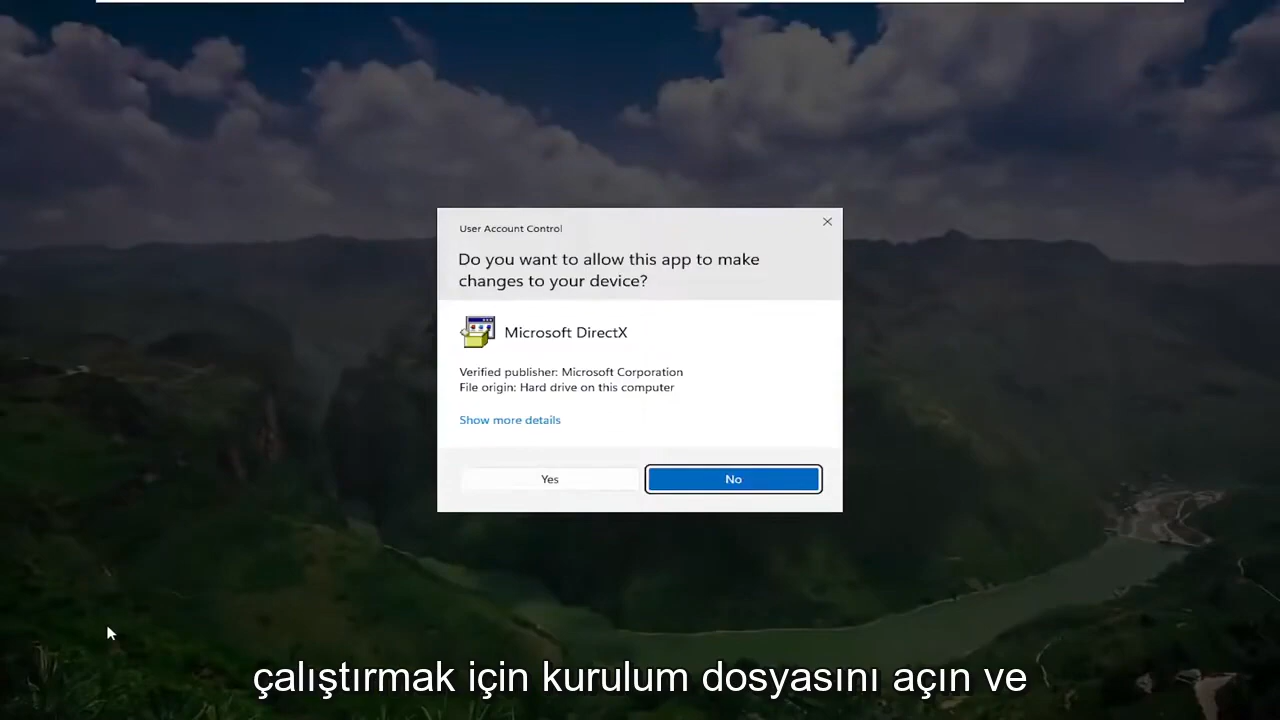 User Account Control
Do you want to allow this app to make
changes to your device?
Microsoft DirectX
Verified publisher: Microsoft Corporation
File origin: Hard drive on this computer
Show more details
Yes
No
çalıştırmak için kurulum dosyasını açın ve